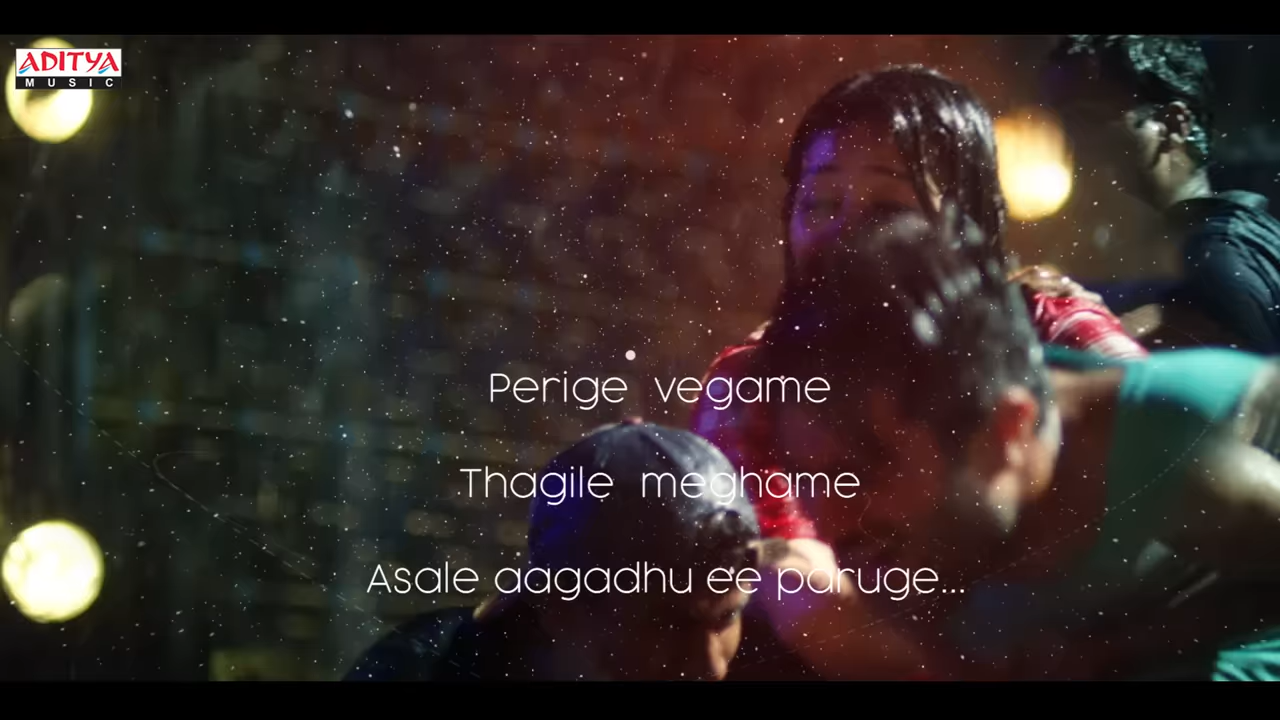 ADITYA
MUSIC
Perige vegame
Thagile meghame
Asale aagadhu ee paruge...